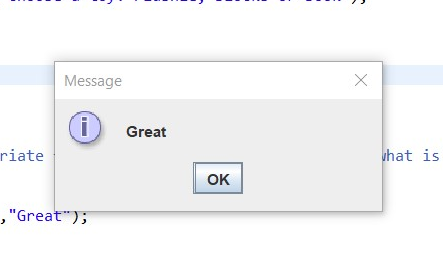 Message
Great
OK
riate
what is
,"Great");